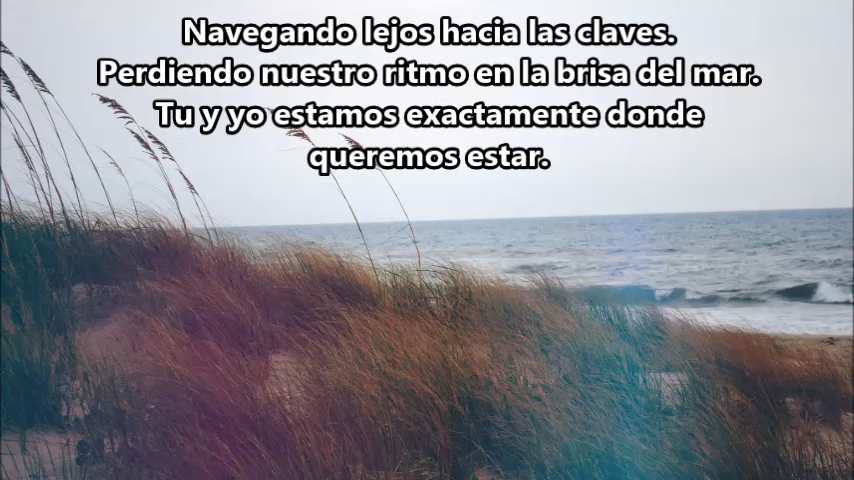 Navegando lejos hacia las claves.
Perdiendo nuestro ritmo en la brisa del mar.
Tu y yo estamos exactamente donde
queremos estar.